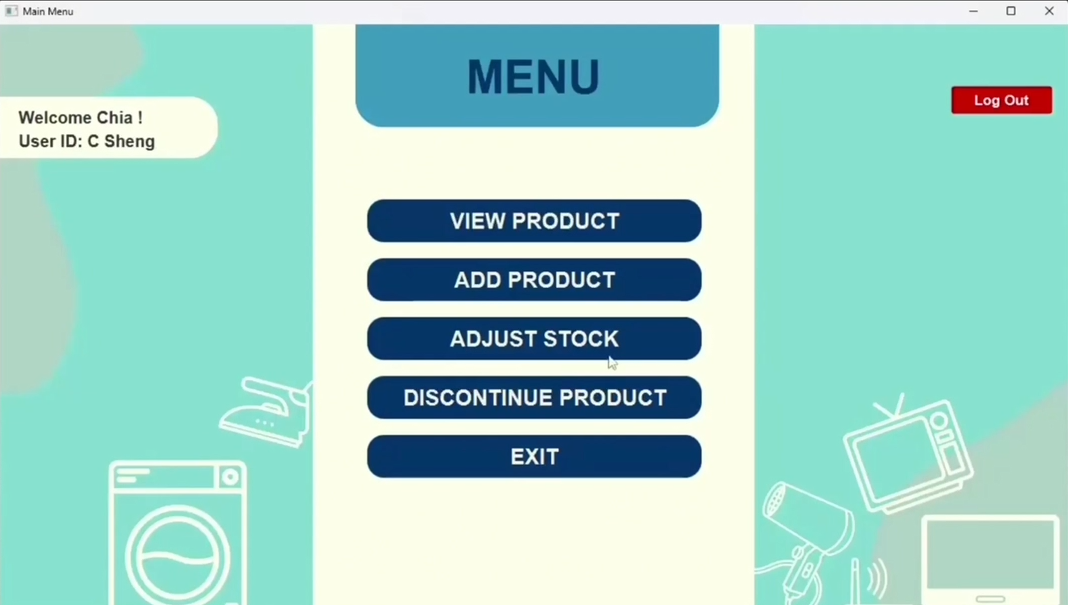 Main Menu
MENU
Welcome Chia !
User ID: C Sheng
Log Out
VIEW PRODUCT
ADD PRODUCT
ADJUST STOCK
DISCONTINUE PRODUCT
EXIT